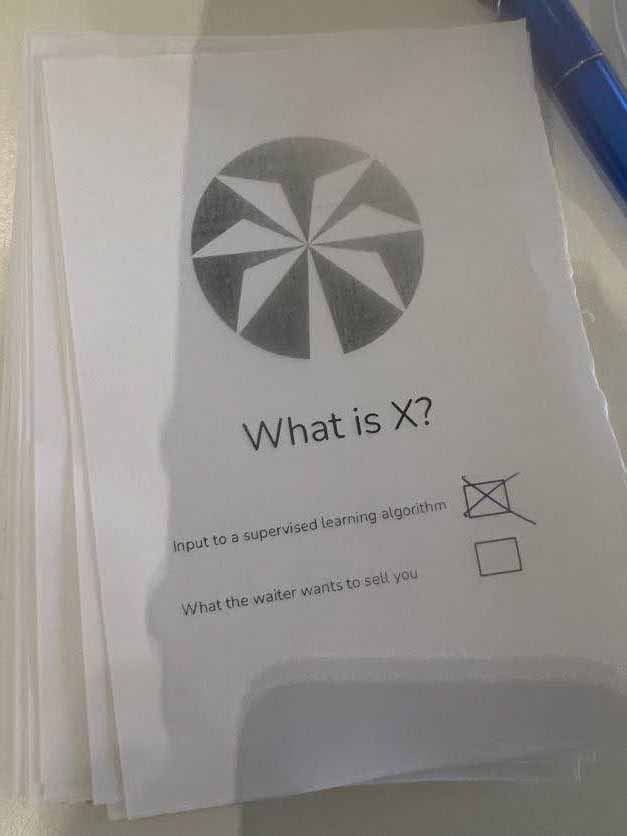 What is X?
Input to a supervised learning algorithm
What the waiter wants to sell you